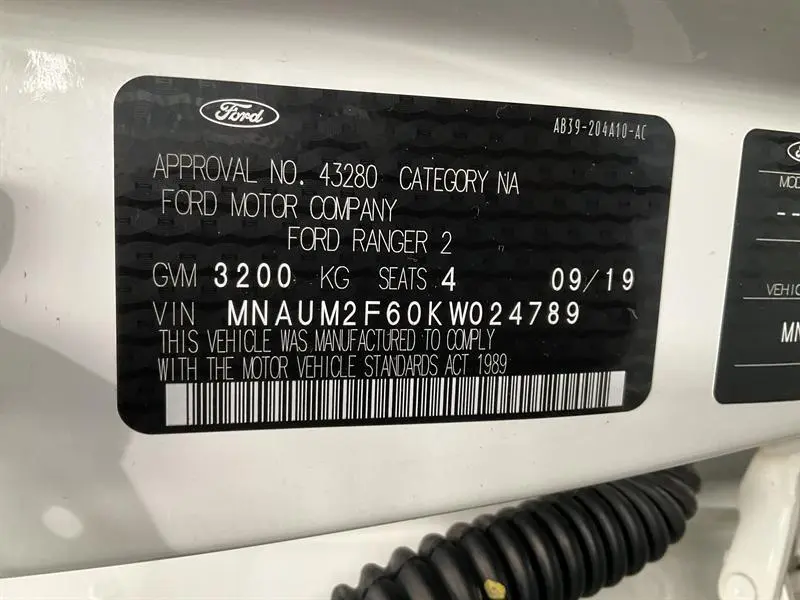 Ford
AB39-204A10-AC
APPROVAL NO. 43280 CATEGORY NA
FORD MOTOR COMPANY
FORD RANGER 2
GVM 3200 KG SEATS 4 09/19
VIN MNAUM2F60KW024789
THIS VEHICLE WAS MANUFACTURED TO COMPLY
WITH THE MOTOR VEHICLE STANDARDS ACT 1989
MN